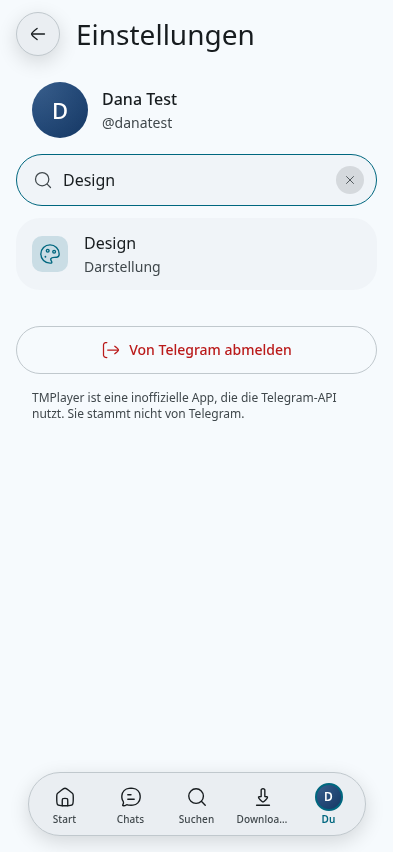 Einstellungen
D
Dana Test
@danatest
Design
Design
Darstellung
Von Telegram abmelden
TMPlayer ist eine inoffizielle App, die die Telegram-API
nutzt. Sie stammt nicht von Telegram.
D
Start
Chats
Suchen
Downloa...
Du